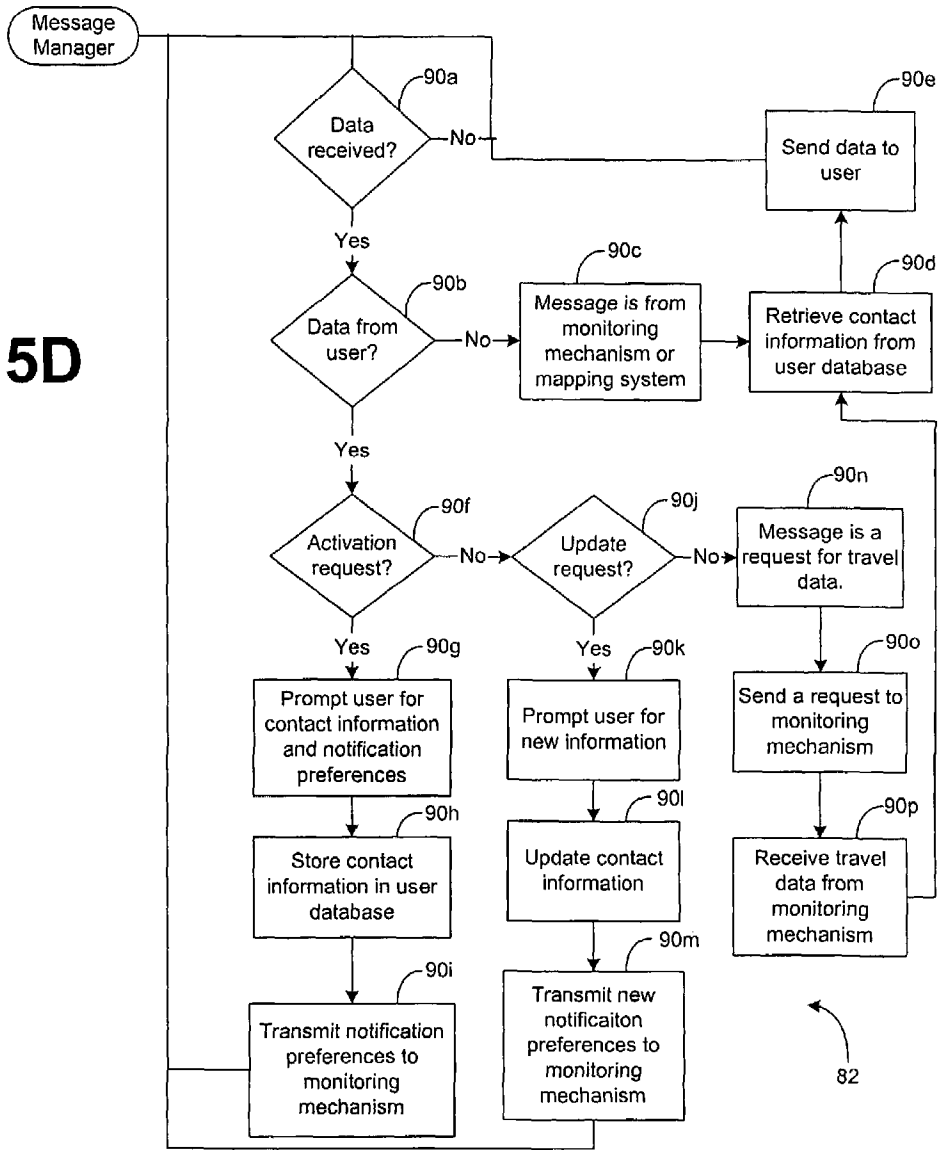 Message
Manager
90a
Data
received?
No
90e
Send data to
user
Yes
90b
Data from
user?
No
90c
Message is from
monitoring
mechanism or
mapping system
90d
Retrieve contact
information from
user database
5D
Yes
90f
Activation
request?
No
90j
Update
request?
No
90n
Message is a
request for travel
data.
Yes
90g
Prompt user for
contact information
and notification
preferences
Yes
90k
Prompt user for
new information
90o
Send a request to
monitoring
mechanism
90h
Store contact
information in user
database
90l
Update contact
information
90p
Receive travel
data from
monitoring
mechanism
90i
Transmit notification
preferences to
monitoring
mechanism
90m
Transmit new
notificaiton
preferences to
monitoring
mechanism
82